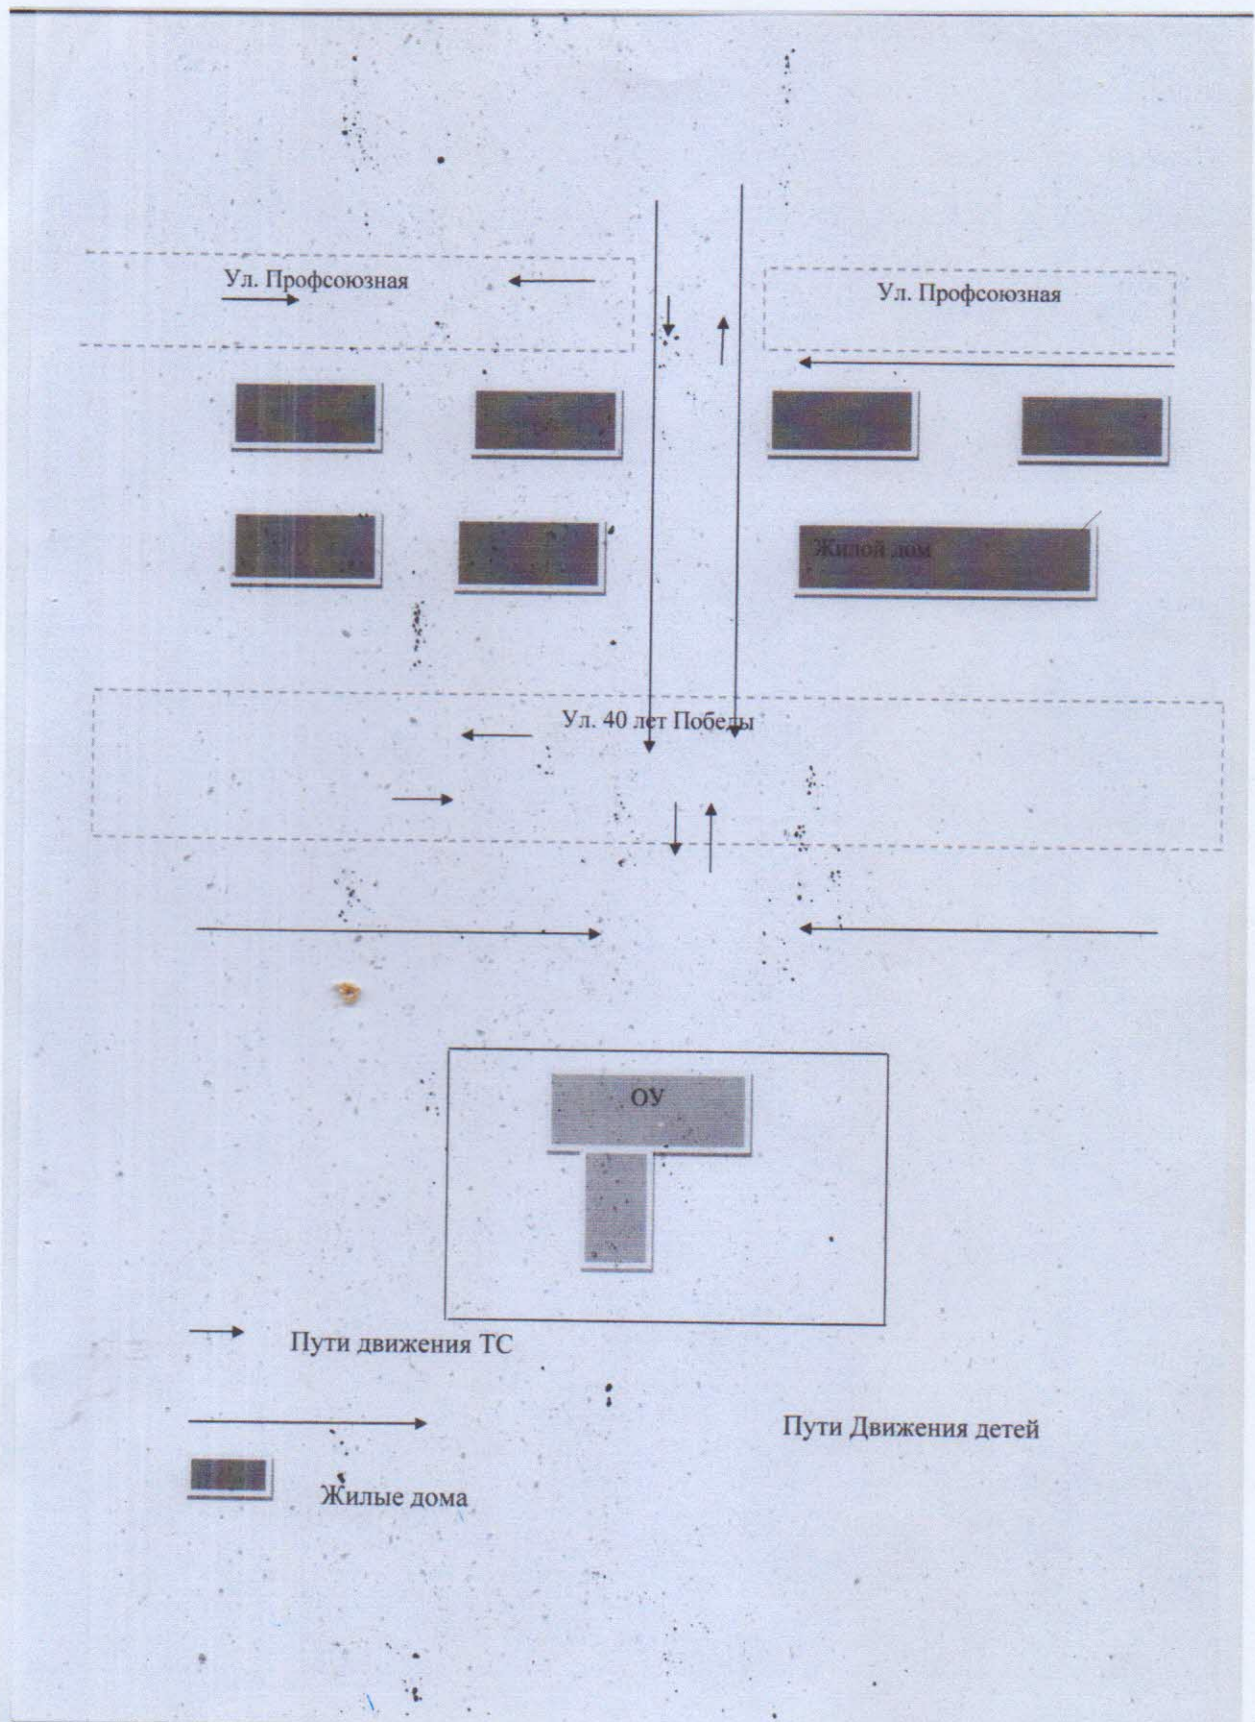 Ул. Профсоюзная
Ул. Профсоюзная
Жилой дом
Ул. 40 лет Победы
ОУ
Пути движения ТС
Пути Движения детей
Жилые дома